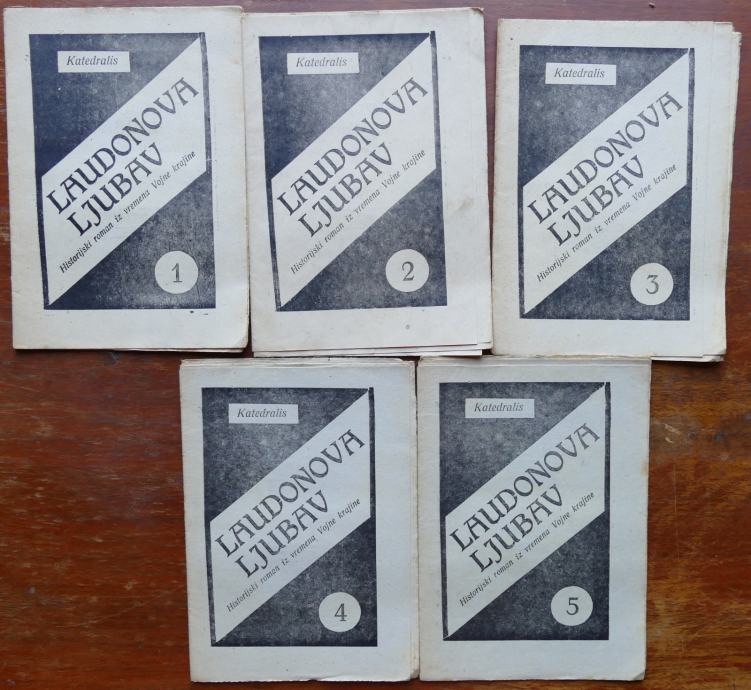 Katedralis
LAUDONOVA
LJUBAV
Historijski roman iz vremena Vojne krajine
1
Katedralis
LAUDONOVA
LJUBAV
Historijski roman iz vremena Vojne krajine
2
Katedralis
LAUDONOVA
LJUBAV
Historijski roman iz vremena Vojne krajine
3
Katedralis
LAUDONOVA
LJUBAV
Historijski roman iz vremena Vojne krajine
4
Katedralis
LAUDONOVA
LJUBAV
Historijski roman iz vremena Vojne krajine
5